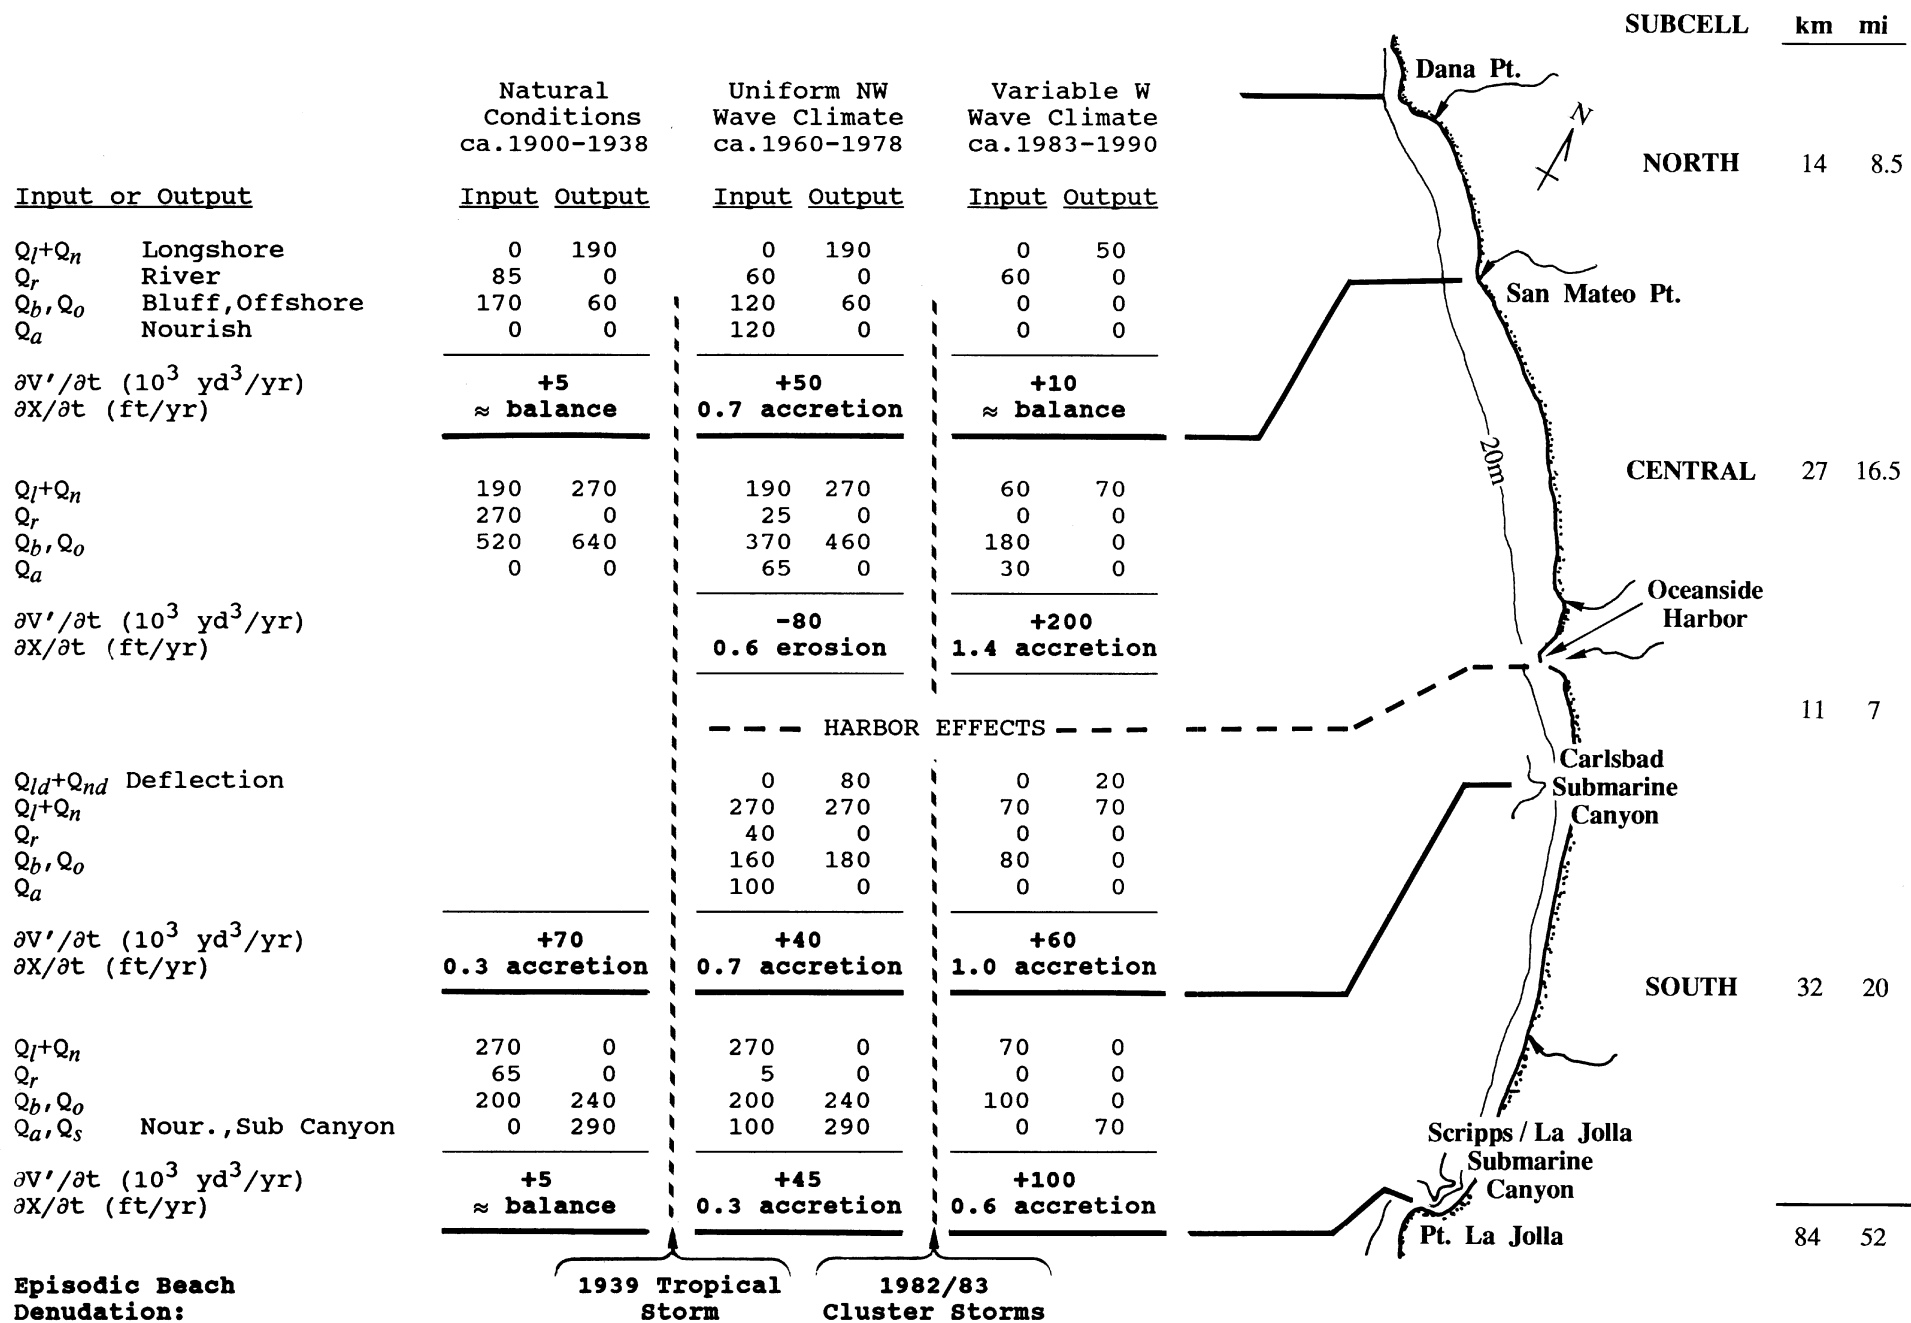 SUBCELL km mi
Dana Pt.
Natural Uniform NW Variable W
Conditions Wave Climate Wave Climate
ca.1900-1938 ca.1960-1978 ca.1983-1990
N
NORTH 14 8.5
Input or Output Input Output Input Output Input Output
Ql+Qn Longshore 0 190 0 190 0 50
Qr River 85 0 60 0 60 0
Qb,Qo Bluff,Offshore 170 60 120 60 0 0
Qa Nourish 0 0 120 0 0 0
San Mateo Pt.
∂V'/∂t (10³ yd³/yr) +5 +50 +10
∂X/∂t (ft/yr) ≈ balance 0.7 accretion ≈ balance
20m
CENTRAL 27 16.5
Ql+Qn 190 270 190 270 60 70
Qr 270 0 25 0 0 0
Qb,Qo 520 640 370 460 180 0
Qa 0 0 65 0 30 0
Oceanside
Harbor
∂V'/∂t (10³ yd³/yr) -80 +200
∂X/∂t (ft/yr) 0.6 erosion 1.4 accretion
HARBOR EFFECTS
11 7
Carlsbad
Submarine
Canyon
Qld+Qnd Deflection 0 80 0 20
Ql+Qn 270 270 70 70
Qr 40 0 0 0
Qb,Qo 160 180 80 0
Qa 100 0 0 0
∂V'/∂t (10³ yd³/yr) +70 +40 +60
∂X/∂t (ft/yr) 0.3 accretion 0.7 accretion 1.0 accretion
SOUTH 32 20
Ql+Qn 270 0 270 0 70 0
Qr 65 0 5 0 0 0
Qb,Qo 200 240 200 240 100 0
Qa,Qs Nour.,Sub Canyon 0 290 100 290 0 70
Scripps / La Jolla
Submarine
Canyon
∂V'/∂t (10³ yd³/yr) +5 +45 +100
∂X/∂t (ft/yr) ≈ balance 0.3 accretion 0.6 accretion
Pt. La Jolla
84 52
Episodic Beach 1939 Tropical 1982/83
Denudation: Storm Cluster Storms